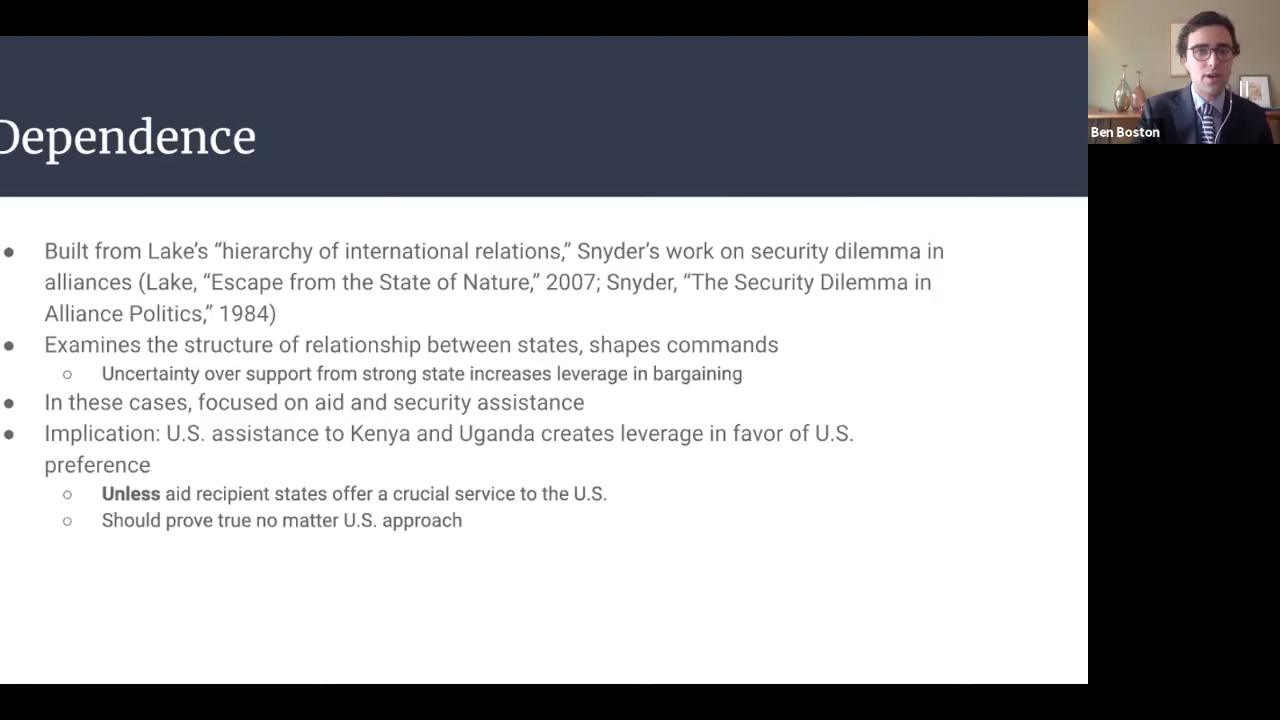 Dependence
● Built from Lake’s “hierarchy of international relations,” Snyder’s work on security dilemma in
alliances (Lake, “Escape from the State of Nature,” 2007; Snyder, “The Security Dilemma in
Alliance Politics,” 1984)
● Examines the structure of relationship between states, shapes commands
○ Uncertainty over support from strong state increases leverage in bargaining
● In these cases, focused on aid and security assistance
● Implication: U.S. assistance to Kenya and Uganda creates leverage in favor of U.S.
preference
○ Unless aid recipient states offer a crucial service to the U.S.
○ Should prove true no matter U.S. approach
Ben Boston